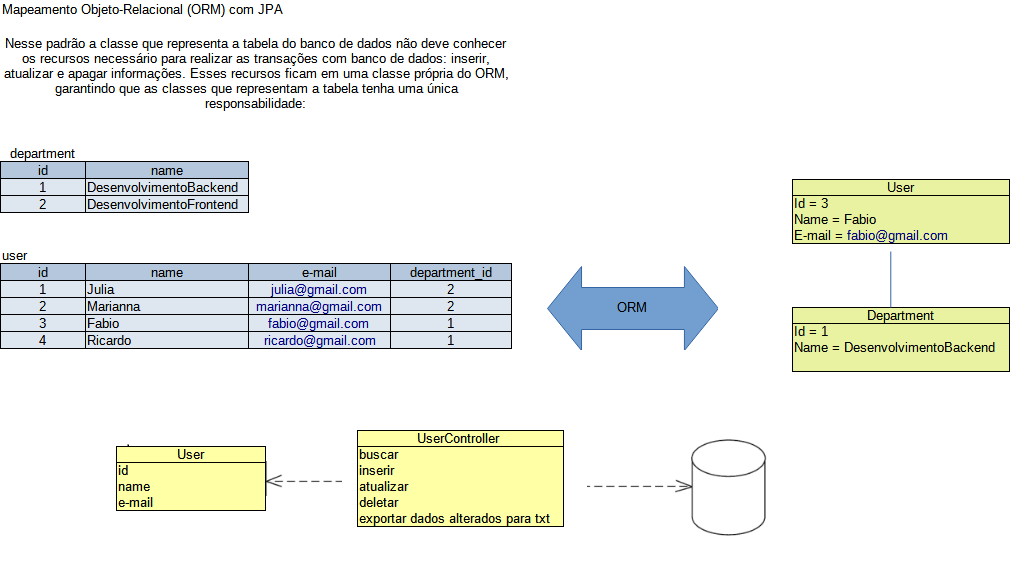 Mapeamento Objeto-Relacional (ORM) com JPA
Nesse padrão a classe que representa a tabela do banco de dados não deve conhecer
os recursos necessário para realizar as transações com banco de dados: inserir,
atualizar e apagar informações. Esses recursos ficam em uma classe própria do ORM,
garantindo que as classes que representam a tabela tenha uma única
responsabilidade:
department
id name
1 DesenvolvimentoBackend
2 DesenvolvimentoFrontend
user
id name e-mail department_id
1 Julia julia@gmail.com 2
2 Marianna marianna@gmail.com 2
3 Fabio fabio@gmail.com 1
4 Ricardo ricardo@gmail.com 1
ORM
User
Id = 3
Name = Fabio
E-mail = fabio@gmail.com
Department
Id = 1
Name = DesenvolvimentoBackend
User
id
name
e-mail
UserController
buscar
inserir
atualizar
deletar
exportar dados alterados para txt